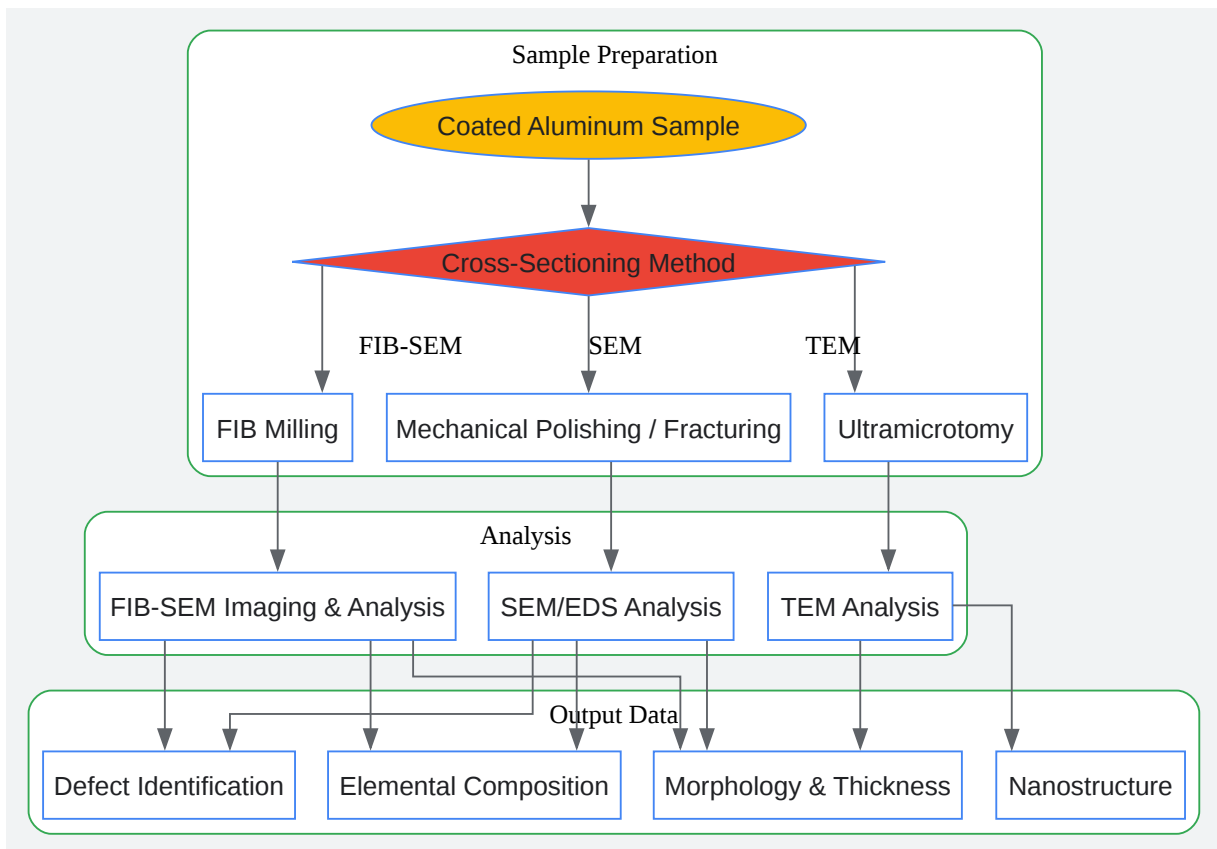 Sample Preparation
Coated Aluminum Sample
Cross-Sectioning Method
FIB-SEM
SEM
TEM
FIB Milling
Mechanical Polishing / Fracturing
Ultramicrotomy
Analysis
FIB-SEM Imaging & Analysis
SEM/EDS Analysis
TEM Analysis
Output Data
Defect Identification
Elemental Composition
Morphology & Thickness
Nanostructure